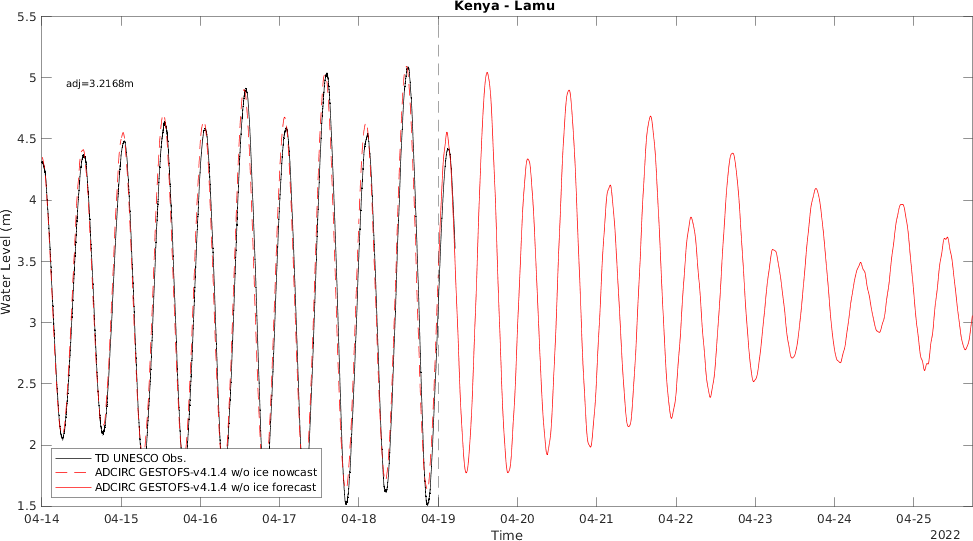 Kenya - Lamu
5.5
adj=3.2168m
5
4.5
4
3.5
3
2.5
2
1.5
Water Level (m)
TD UNESCO Obs.
ADCIRC GESTOFS-v4.1.4 w/o ice nowcast
ADCIRC GESTOFS-v4.1.4 w/o ice forecast
04-14 04-15 04-16 04-17 04-18 04-19 04-20 04-21 04-22 04-23 04-24 04-25
Time
2022